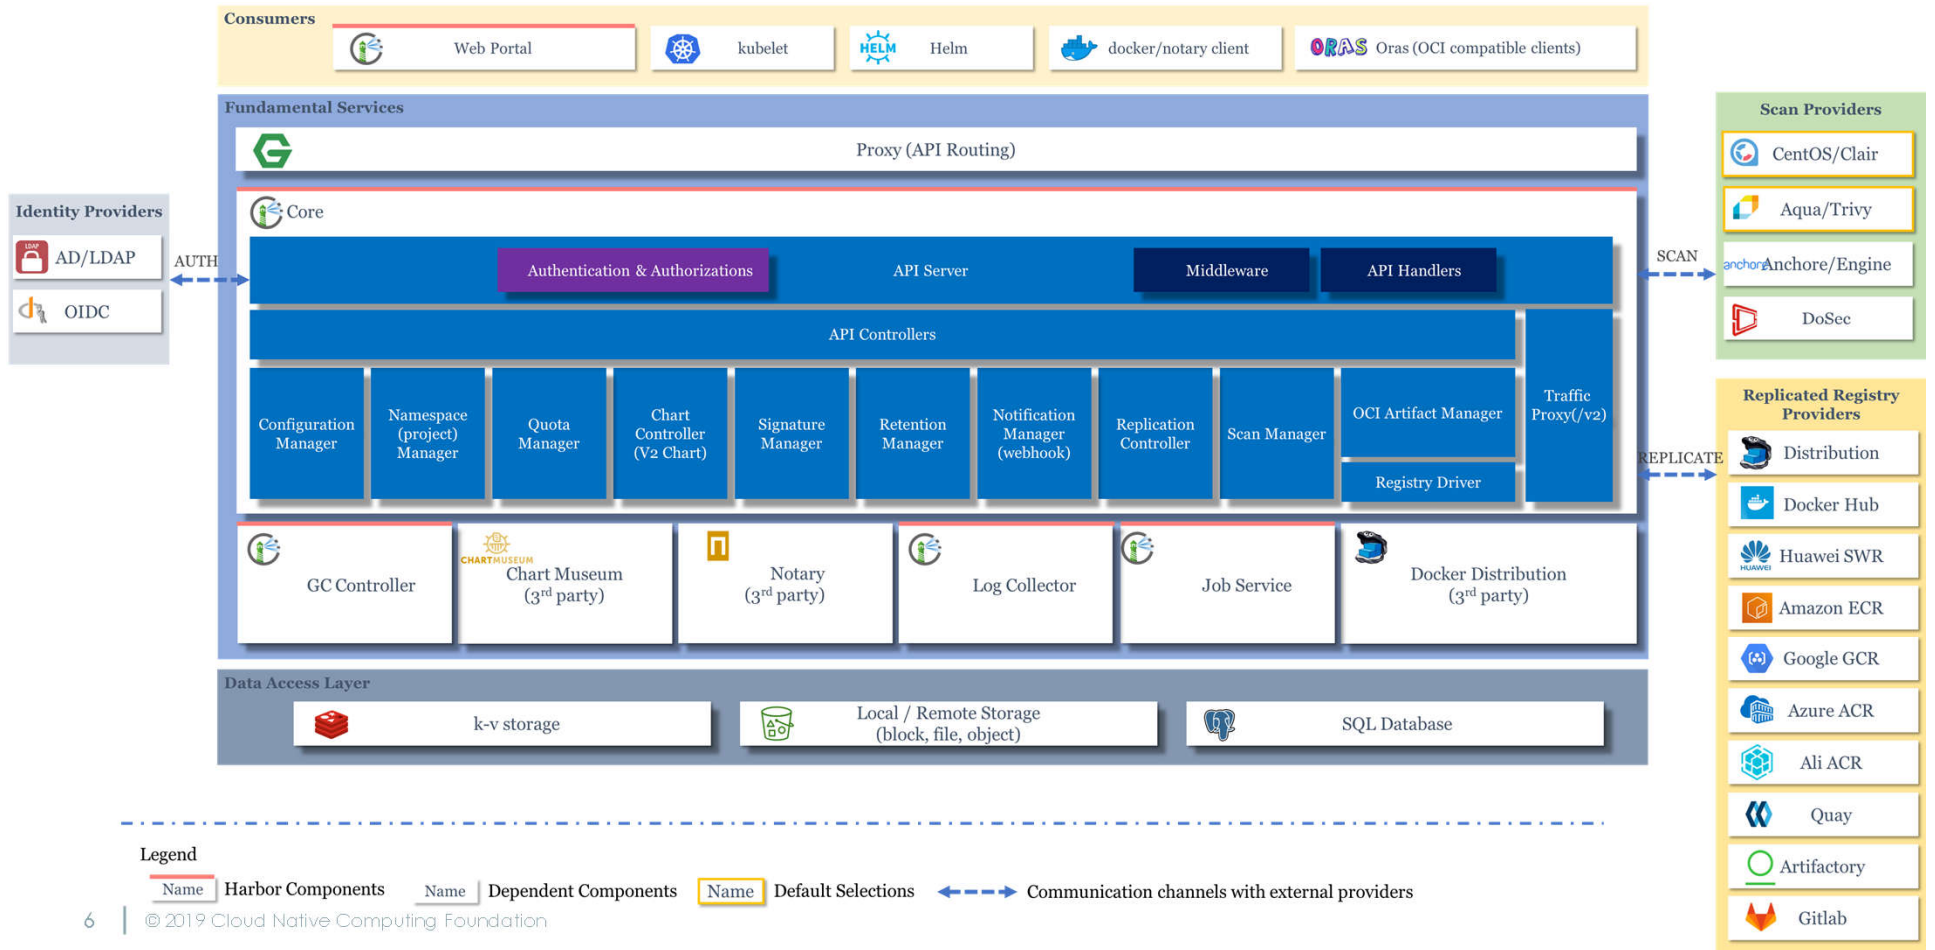 Consumers
Web Portal
kubelet
HELM
Helm
docker/notary client
ORAS
Oras (OCI compatible clients)
Fundamental Services
Proxy (API Routing)
Core
Authentication & Authorizations
API Server
Middleware
API Handlers
API Controllers
Configuration
Manager
Namespace
(project)
Manager
Quota
Manager
Chart
Controller
(V2 Chart)
Signature
Manager
Retention
Manager
Notification
Manager
(webhook)
Replication
Controller
Scan Manager
OCI Artifact Manager
Registry Driver
Traffic
Proxy(/v2)
GC Controller
CHARTMUSEUM
Chart Museum
(3rd party)
Notary
(3rd party)
Log Collector
Job Service
Docker Distribution
(3rd party)
Data Access Layer
k-v storage
Local / Remote Storage
(block, file, object)
SQL Database
Identity Providers
LDAP
AD/LDAP
OIDC
AUTH
SCAN
REPLICATE
Scan Providers
CentOS/Clair
Aqua/Trivy
anchore
Anchore/Engine
DoSec
Replicated Registry
Providers
Distribution
Docker Hub
HUAWEI
Huawei SWR
Amazon ECR
Google GCR
Azure ACR
Ali ACR
Quay
Artifactory
Gitlab
Legend
Name
Harbor Components
Name
Dependent Components
Name
Default Selections
Communication channels with external providers
6
© 2019 Cloud Native Computing Foundation